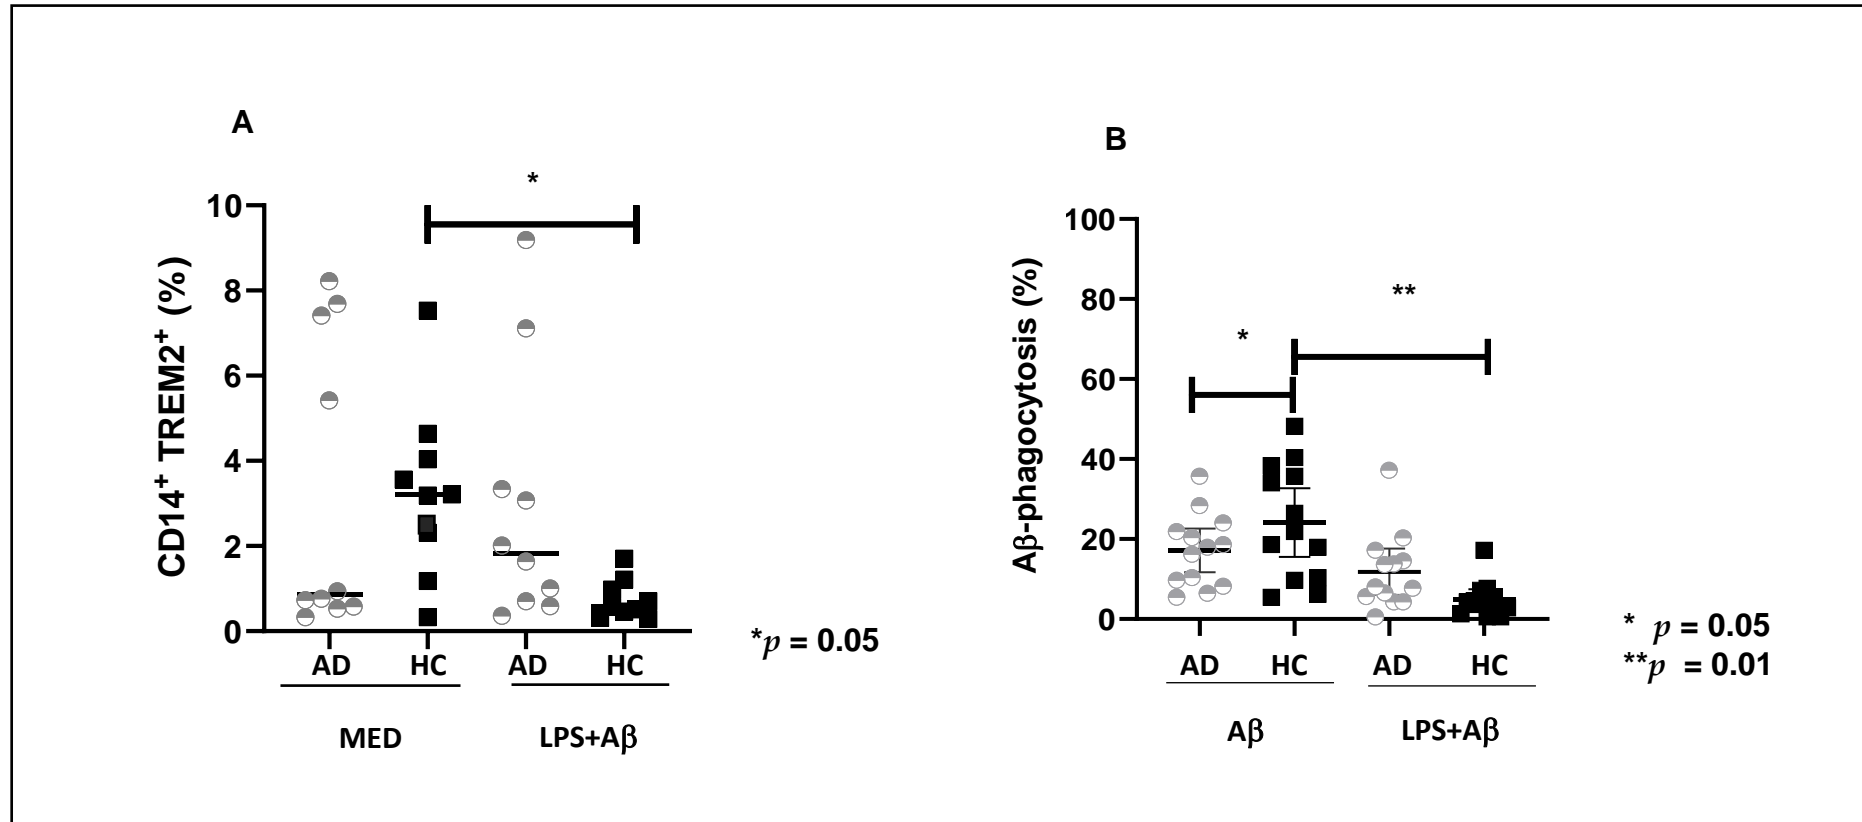 A
*
10
8
6
4
2
0
CD14+ TREM2+ (%)
AD HC AD HC
MED LPS+Aβ
*p = 0.05
B
*
**
100
80
60
40
20
0
Aβ-phagocytosis (%)
AD HC AD HC
Aβ LPS+Aβ
* p = 0.05
**p = 0.01